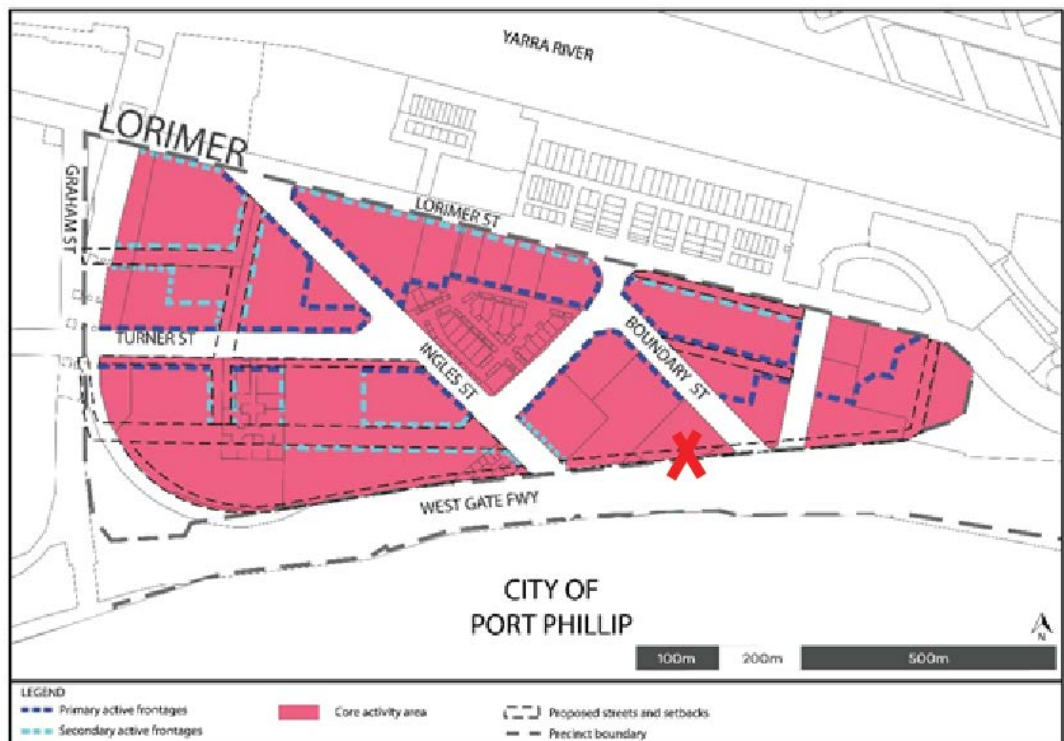 YARRA RIVER
LORIMER
GRAHAM ST
LORIMER ST
TURNER ST
INGLES ST
BOUNDARY ST
WEST GATE FWY
CITY OF
PORT PHILLIP
N
100m 200m 500m
LEGEND
Primary active frontages
Secondary active frontages
Core activity area
Proposed streets and setbacks
Precinct boundary